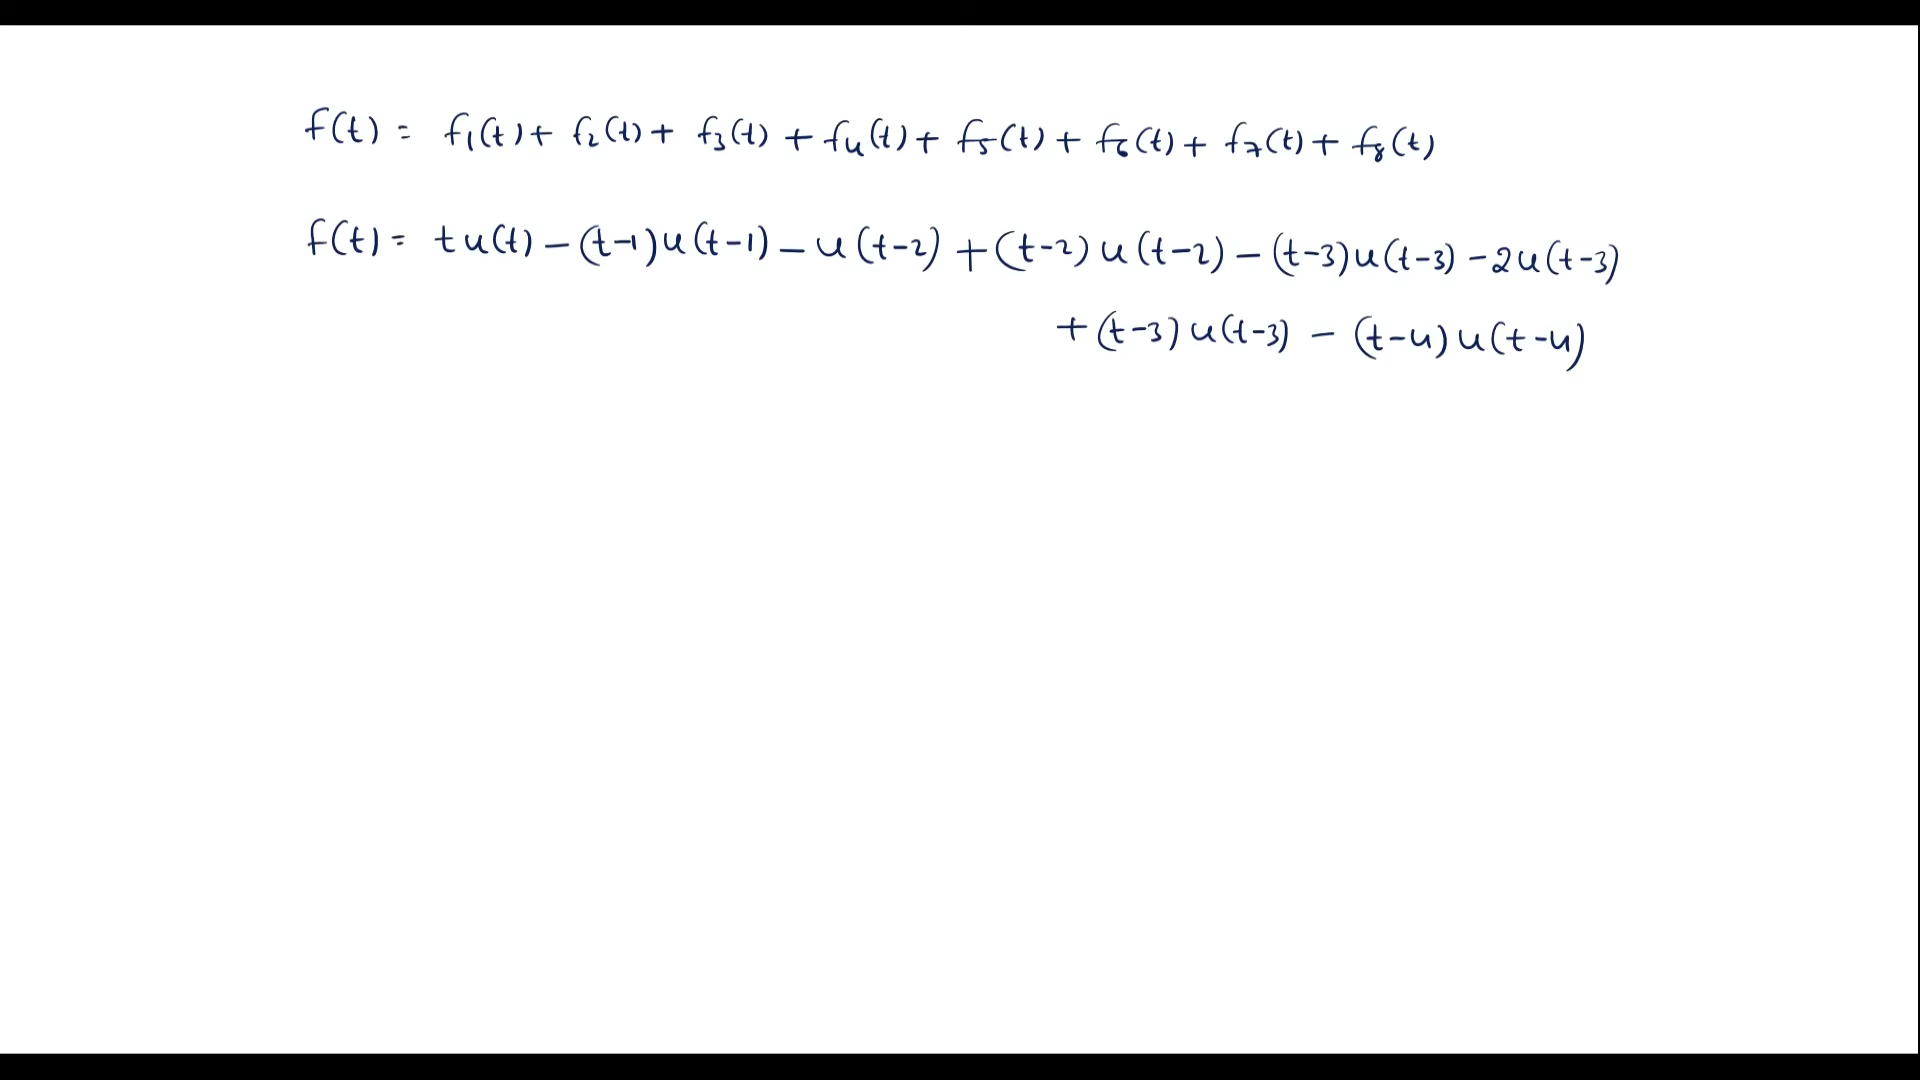 f(t) = f₁(t) + f₂(t) + f₃(t) + f₄(t) + f₅(t) + f₆(t) + f₇(t) + f₈(t)
f(t) = t u(t) − (t−1)u(t−1) − u(t−2) + (t−2) u(t−2) − (t−3)u(t−3) − 2u(t−3)
+ (t−3) u(t−3) − (t−4) u(t−4)